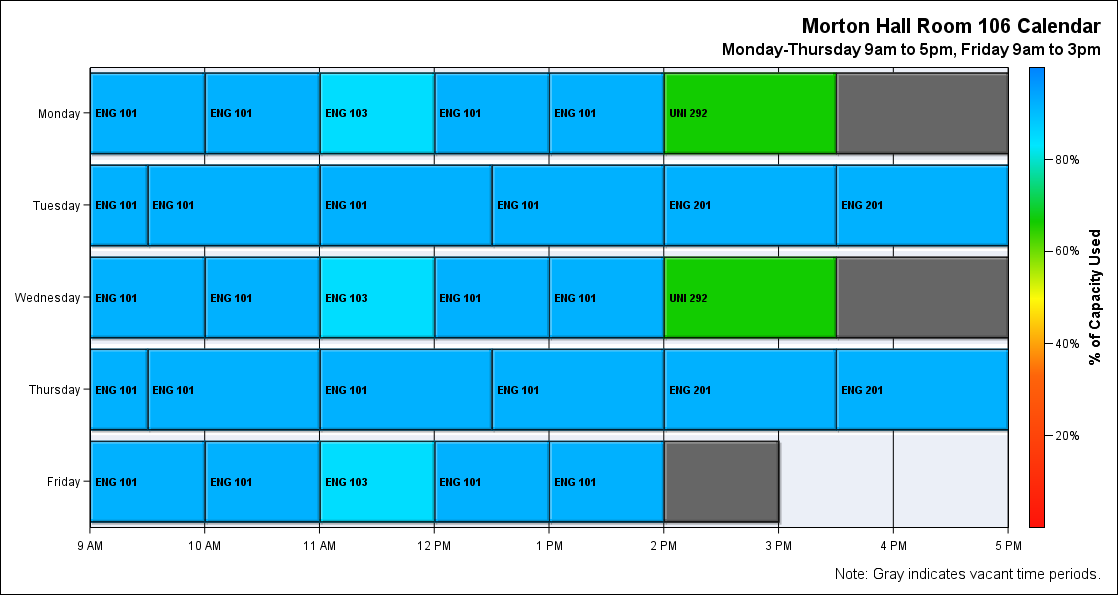 Morton Hall Room 106 Calendar
Monday-Thursday 9am to 5pm, Friday 9am to 3pm
Monday
ENG 101
ENG 101
ENG 103
ENG 101
ENG 101
UNI 292
Tuesday
ENG 101
ENG 101
ENG 101
ENG 101
ENG 201
ENG 201
Wednesday
ENG 101
ENG 101
ENG 103
ENG 101
ENG 101
UNI 292
Thursday
ENG 101
ENG 101
ENG 101
ENG 101
ENG 201
ENG 201
Friday
ENG 101
ENG 101
ENG 103
ENG 101
ENG 101
9 AM
10 AM
11 AM
12 PM
1 PM
2 PM
3 PM
4 PM
5 PM
80%
60%
40%
20%
% of Capacity Used
Note: Gray indicates vacant time periods.